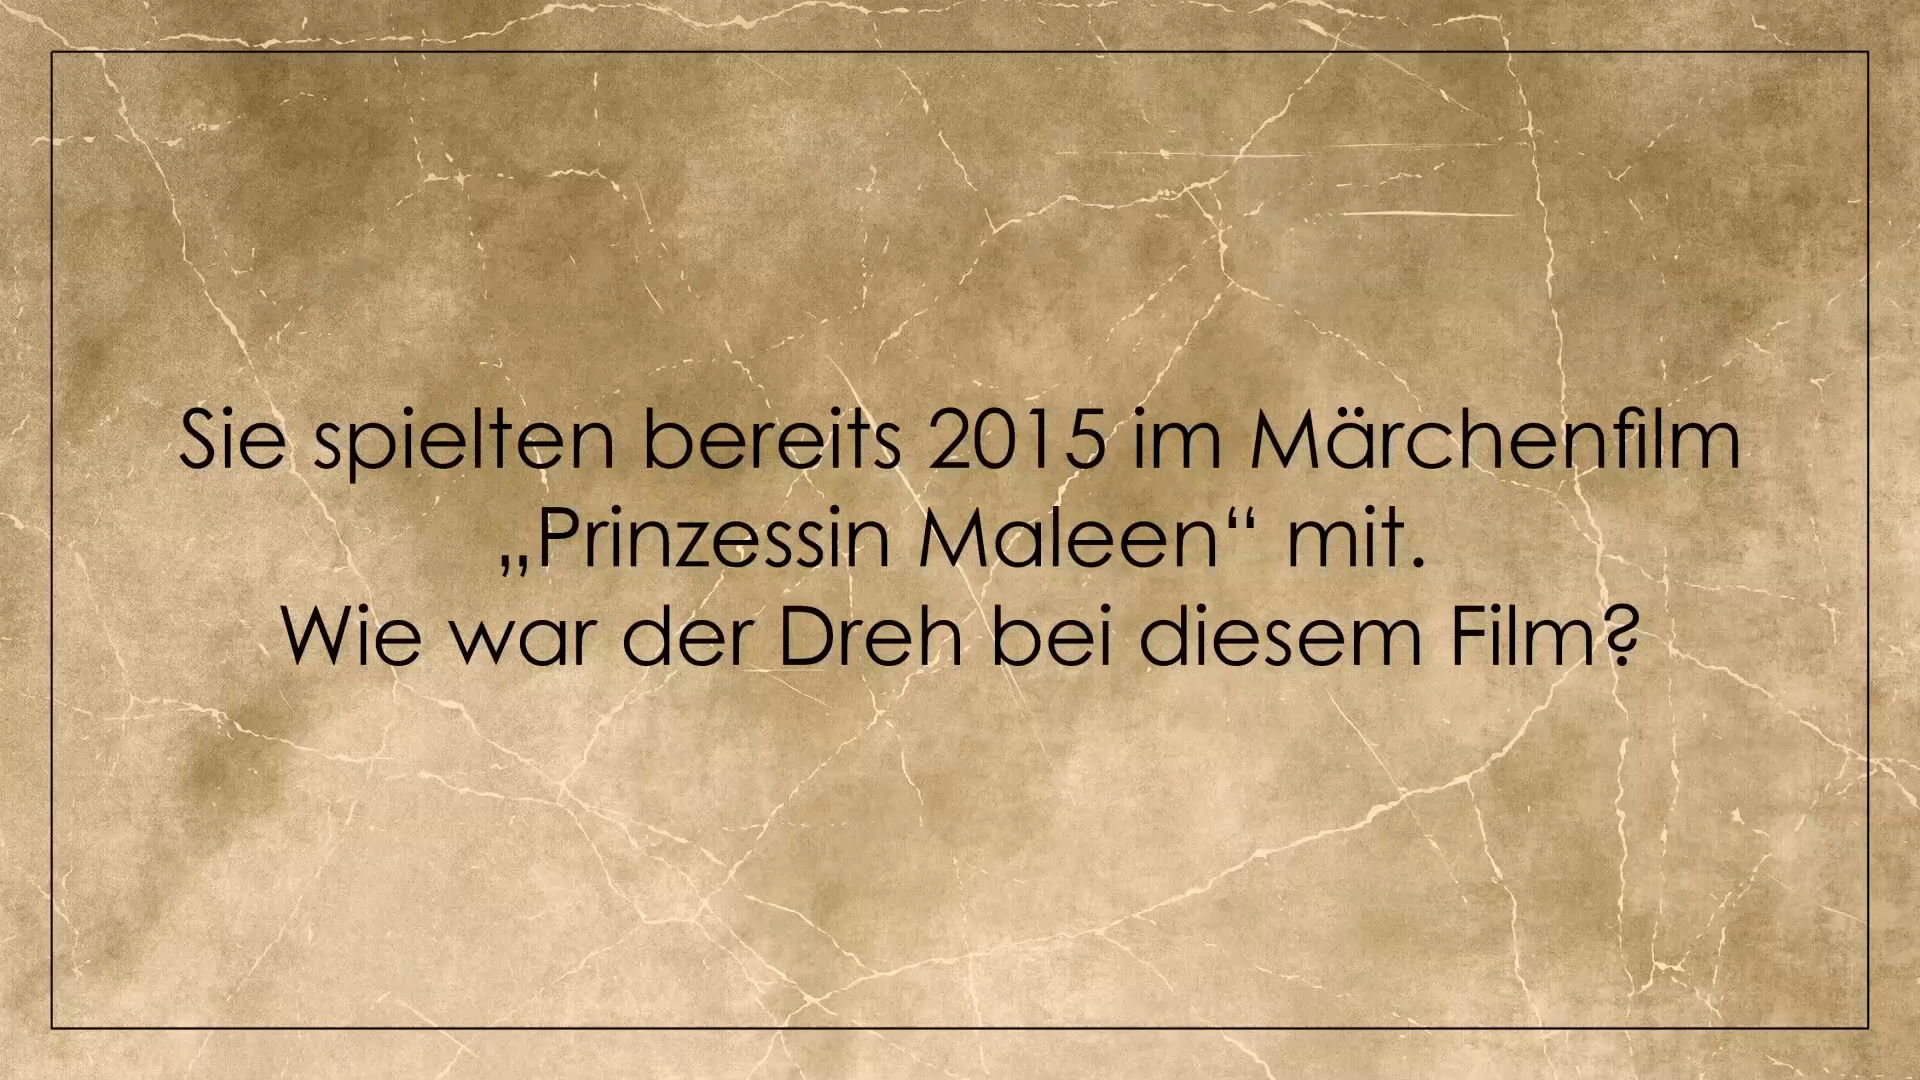 Sie spielten bereits 2015 im Märchenfilm
„Prinzessin Maleen“ mit.
Wie war der Dreh bei diesem Film?